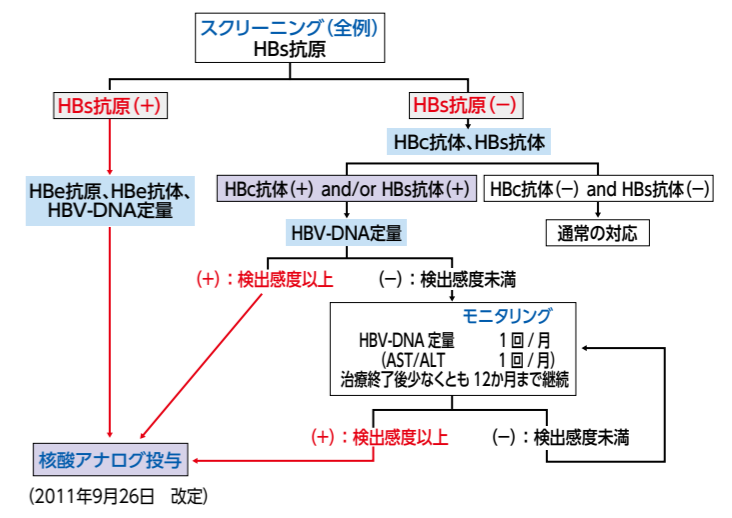 スクリーニング(全例)
HBs抗原
HBs抗原(+)
HBs抗原(−)
HBc抗体、HBs抗体
HBe抗原、HBe抗体、
HBV-DNA定量
HBc抗体(+) and/or HBs抗体(+)
HBc抗体(−) and HBs抗体(−)
HBV-DNA定量
通常の対応
(+):検出感度以上
(−):検出感度未満
モニタリング
HBV-DNA 定量 1回/月
(AST/ALT 1回/月)
治療終了後少なくとも 12か月まで継続
(+):検出感度以上
(−):検出感度未満
核酸アナログ投与
(2011年9月26日 改定)